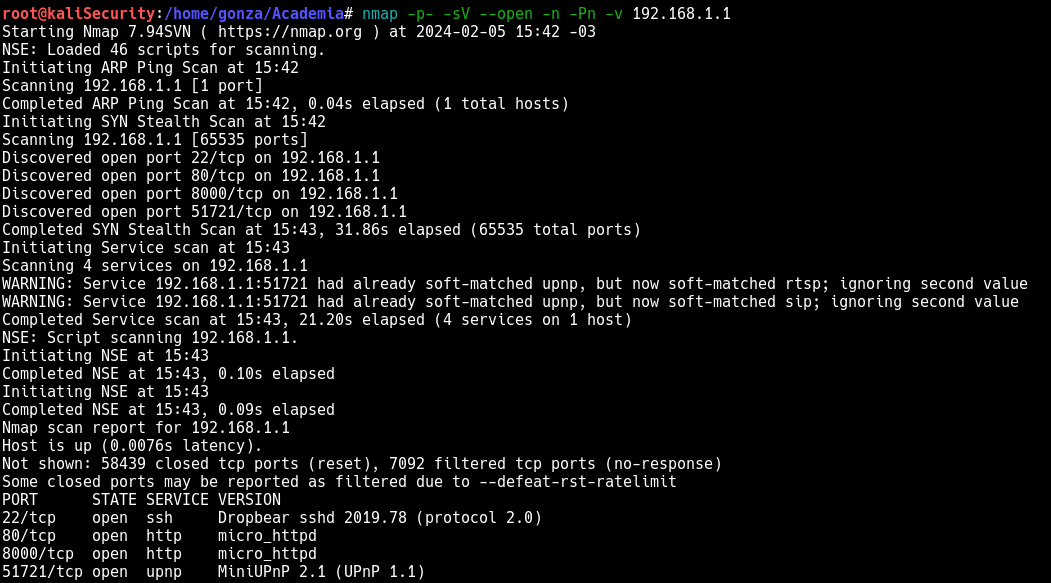 root@kaliSecurity:/home/gonza/Academia# nmap -p- -sV --open -n -Pn -v 192.168.1.1
Starting Nmap 7.94SVN ( https://nmap.org ) at 2024-02-05 15:42 -03
NSE: Loaded 46 scripts for scanning.
Initiating ARP Ping Scan at 15:42
Scanning 192.168.1.1 [1 port]
Completed ARP Ping Scan at 15:42, 0.04s elapsed (1 total hosts)
Initiating SYN Stealth Scan at 15:42
Scanning 192.168.1.1 [65535 ports]
Discovered open port 22/tcp on 192.168.1.1
Discovered open port 80/tcp on 192.168.1.1
Discovered open port 8000/tcp on 192.168.1.1
Discovered open port 51721/tcp on 192.168.1.1
Completed SYN Stealth Scan at 15:43, 31.86s elapsed (65535 total ports)
Initiating Service scan at 15:43
Scanning 4 services on 192.168.1.1
WARNING: Service 192.168.1.1:51721 had already soft-matched upnp, but now soft-matched rtsp; ignoring second value
WARNING: Service 192.168.1.1:51721 had already soft-matched upnp, but now soft-matched sip; ignoring second value
Completed Service scan at 15:43, 21.20s elapsed (4 services on 1 host)
NSE: Script scanning 192.168.1.1.
Initiating NSE at 15:43
Completed NSE at 15:43, 0.10s elapsed
Initiating NSE at 15:43
Completed NSE at 15:43, 0.09s elapsed
Nmap scan report for 192.168.1.1
Host is up (0.0076s latency).
Not shown: 58439 closed tcp ports (reset), 7092 filtered tcp ports (no-response)
Some closed ports may be reported as filtered due to --defeat-rst-ratelimit
PORT      STATE SERVICE VERSION
22/tcp    open  ssh     Dropbear sshd 2019.78 (protocol 2.0)
80/tcp    open  http    micro_httpd
8000/tcp  open  http    micro_httpd
51721/tcp open  upnp    MiniUPnP 2.1 (UPnP 1.1)